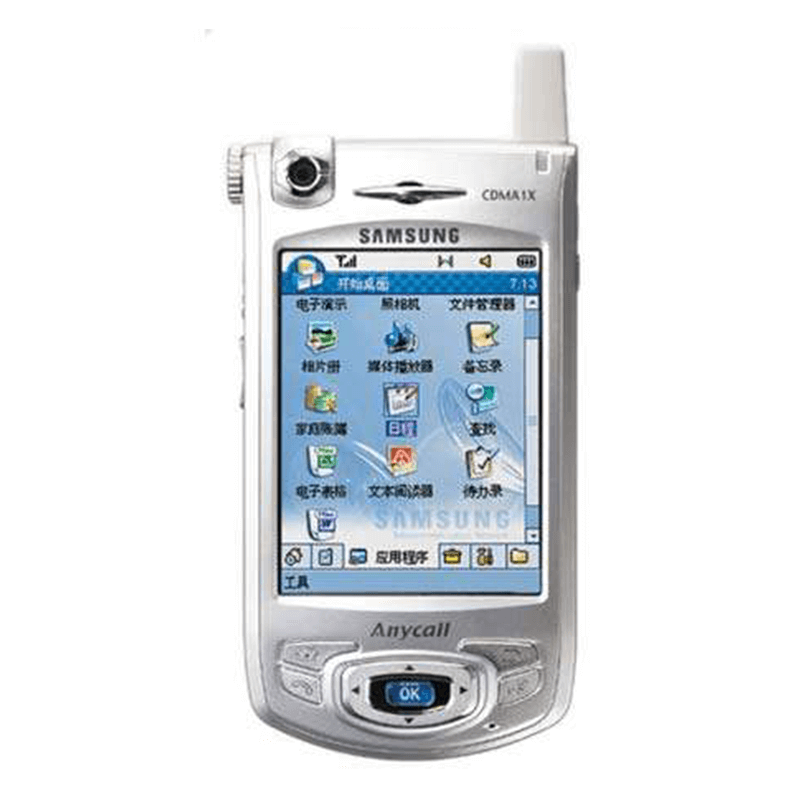 CDMA1X
SAMSUNG
开始桌面 7:13
电子演示 照相机 文件管理器
相片册 媒体播放器 备忘录
家庭账簿 日程 查找
电子表格 文本阅读器 待办录
W
SAMSUNG
应用程序
工具
Anycall
OK